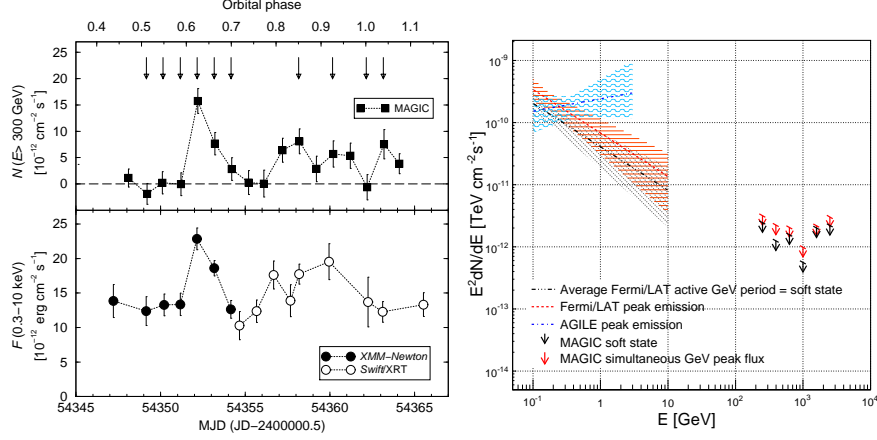 Orbital phase
0.4 0.5 0.6 0.7 0.8 0.9 1.0 1.1
N (E> 300 GeV)
[10⁻¹² cm⁻² s⁻¹]
25
20
15
10
5
0
MAGIC
F (0.3−10 keV)
[10⁻¹² erg cm⁻² s⁻¹]
25
20
15
10
5
0
XMM−Newton
Swift/XRT
54345 54350 54355 54360 54365
MJD (JD−2400000.5)
E²dN/dE [TeV cm⁻² s⁻¹]
10⁻⁹
10⁻¹⁰
10⁻¹¹
10⁻¹²
10⁻¹³
10⁻¹⁴
Average Fermi/LAT active GeV period = soft state
Fermi/LAT peak emission
AGILE peak emission
MAGIC soft state
MAGIC simultaneous GeV peak flux
10⁻¹ 1 10 10² 10³ 10⁴
E [GeV]